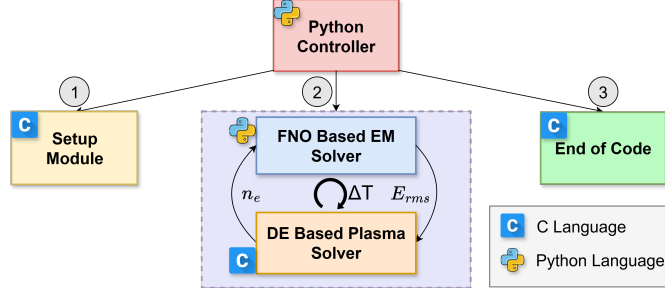 Python
Controller
1
2
3
C
Setup
Module
FNO Based EM
Solver
n_e
ΔT
E_rms
DE Based Plasma
Solver
C
C
End of Code
C
C Language
Python Language